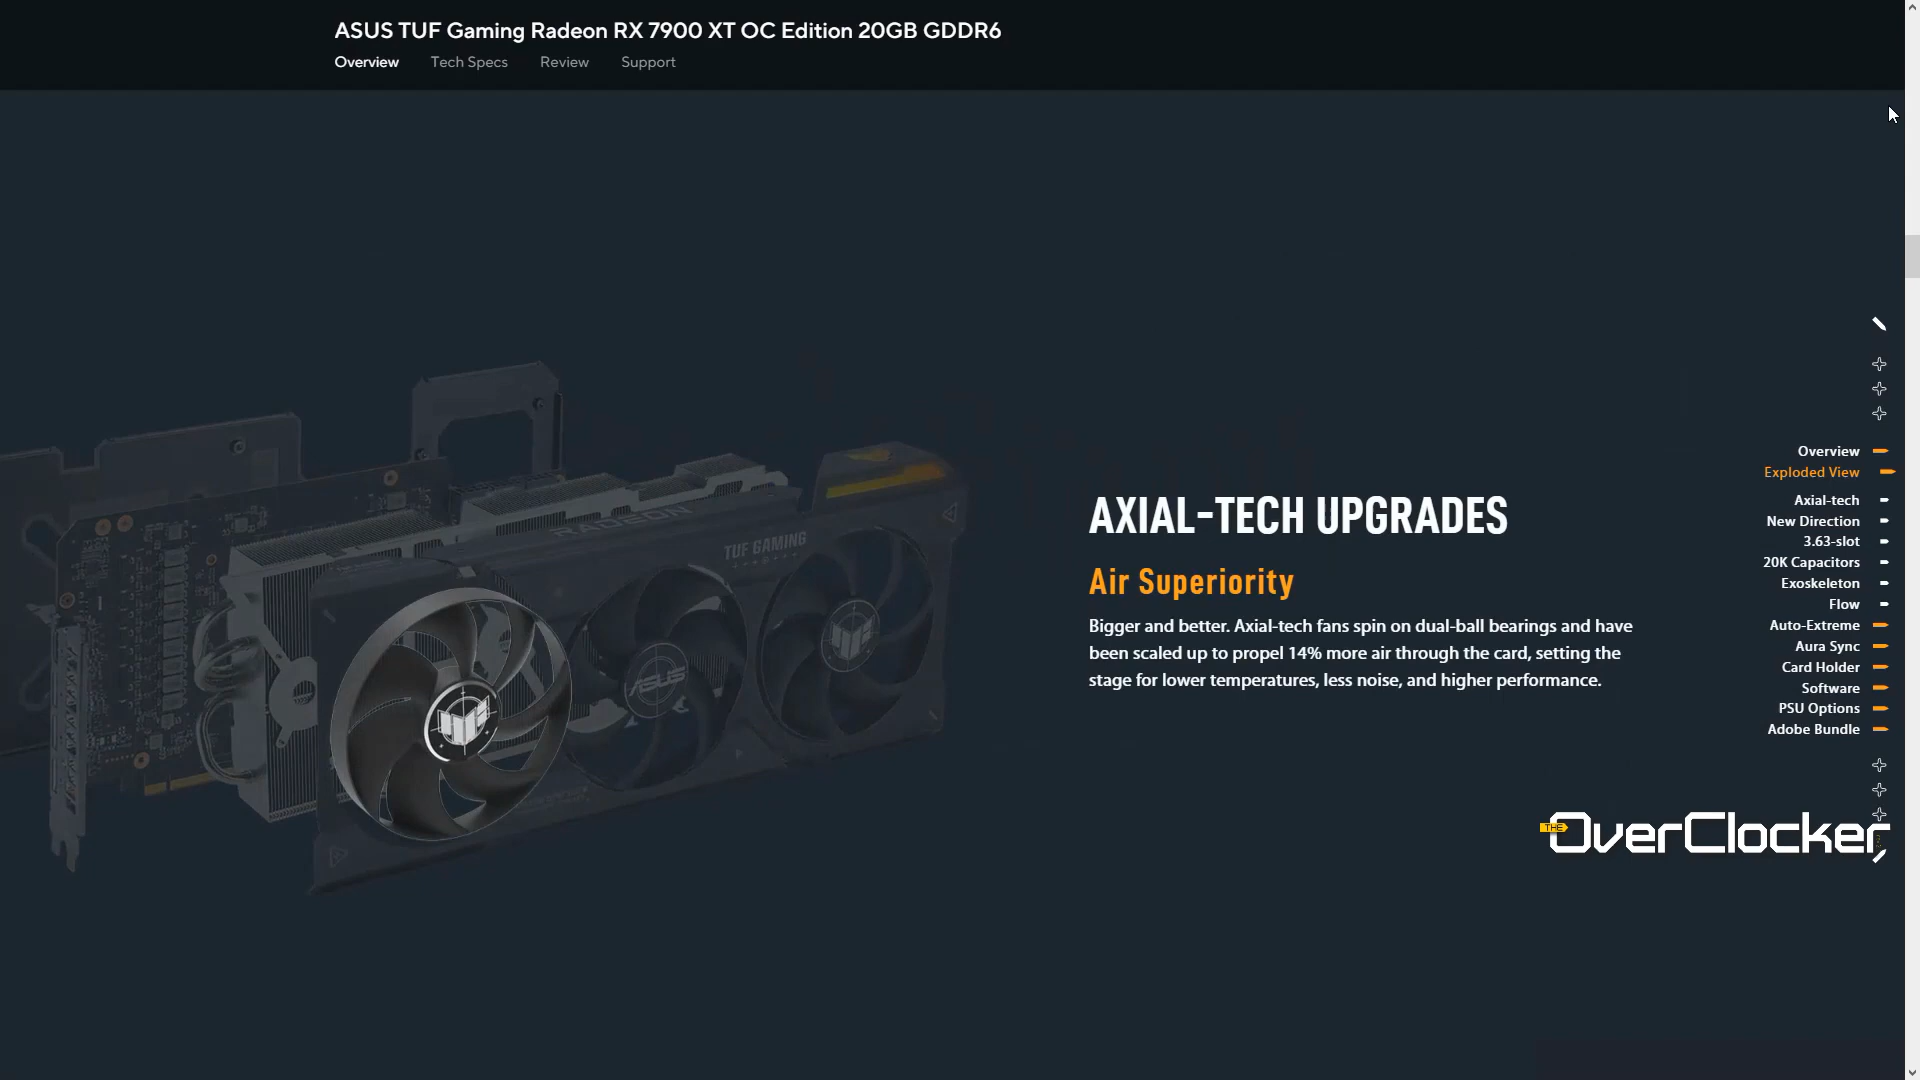 ASUS TUF Gaming Radeon RX 7900 XT OC Edition 20GB GDDR6
Overview
Tech Specs
Review
Support
RADEON
TUF GAMING
ASUS
AXIAL-TECH UPGRADES
Air Superiority
Bigger and better. Axial-tech fans spin on dual-ball bearings and have
been scaled up to propel 14% more air through the card, setting the
stage for lower temperatures, less noise, and higher performance.
Overview
Exploded View
Axial-tech
New Direction
3.63-slot
20K Capacitors
Exoskeleton
Flow
Auto-Extreme
Aura Sync
Card Holder
Software
PSU Options
Adobe Bundle
THE OverClocker